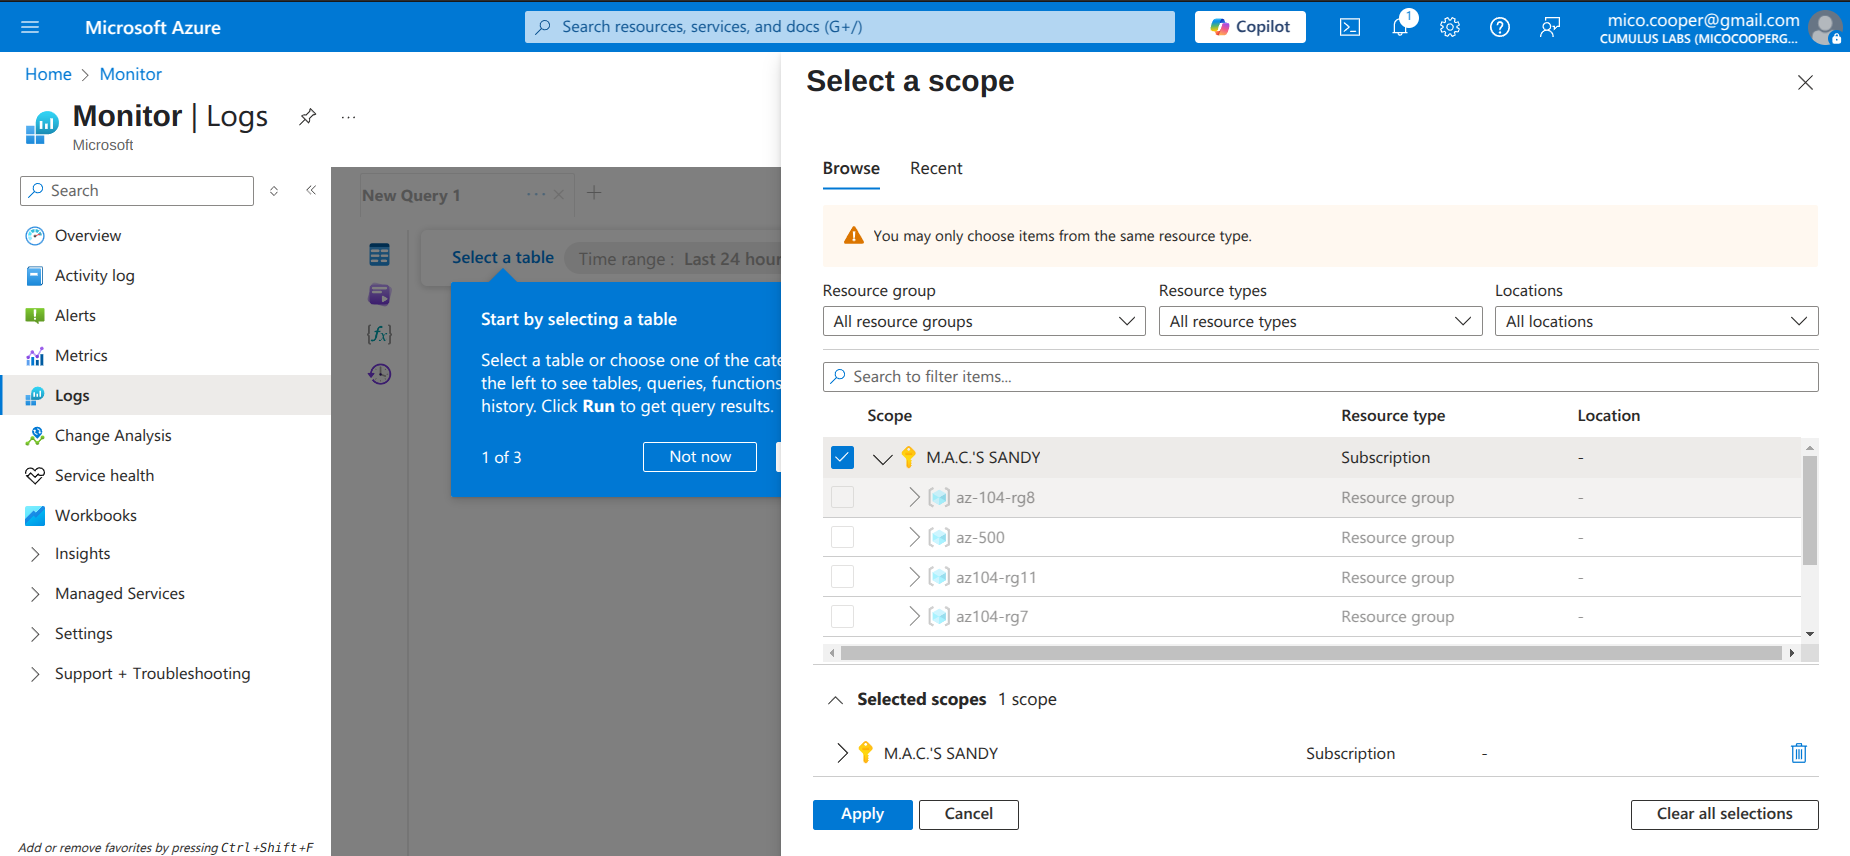 Microsoft Azure
Search resources, services, and docs (G+/)
Copilot
1
mico.cooper@gmail.com
CUMULUS LABS (MICOCOOPERG...
Home > Monitor
Monitor | Logs
...
Microsoft
Search
Overview
Activity log
Alerts
Metrics
Logs
Change Analysis
Service health
Workbooks
Insights
Managed Services
Settings
Support + Troubleshooting
Add or remove favorites by pressing Ctrl+Shift+F
New Query 1
Select a table
Time range : Last 24 hour
Start by selecting a table
Select a table or choose one of the cate
the left to see tables, queries, functions
history. Click Run to get query results.
1 of 3
Not now
Select a scope
Browse
Recent
You may only choose items from the same resource type.
Resource group
Resource types
Locations
All resource groups
All resource types
All locations
Search to filter items...
Scope Resource type Location
M.A.C.'S SANDY Subscription -
az-104-rg8 Resource group -
az-500 Resource group -
az104-rg11 Resource group -
az104-rg7 Resource group -
Selected scopes 1 scope
M.A.C.'S SANDY Subscription -
Apply
Cancel
Clear all selections